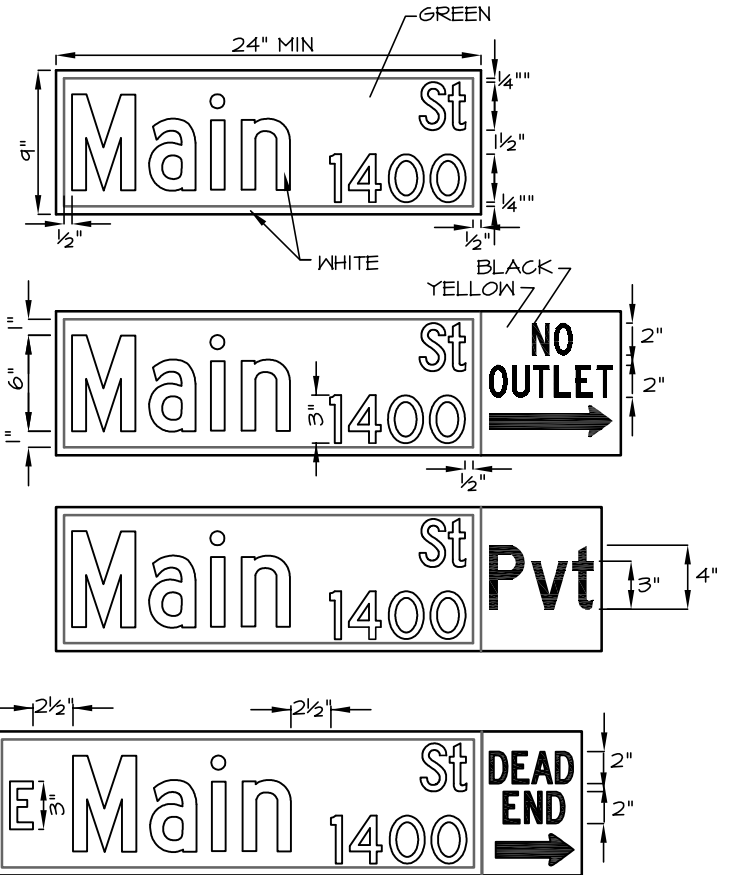 GREEN
24" MIN
Main
St
1400
9"
¼""
1½"
¼""
½"
½"
WHITE
BLACK
YELLOW
1"
6"
1"
Main
St
3"
1400
NO
OUTLET
2"
2"
½"
Main
St
1400
Pvt
3"
4"
2½"
2½"
E
3"
Main
St
1400
DEAD
END
2"
2"